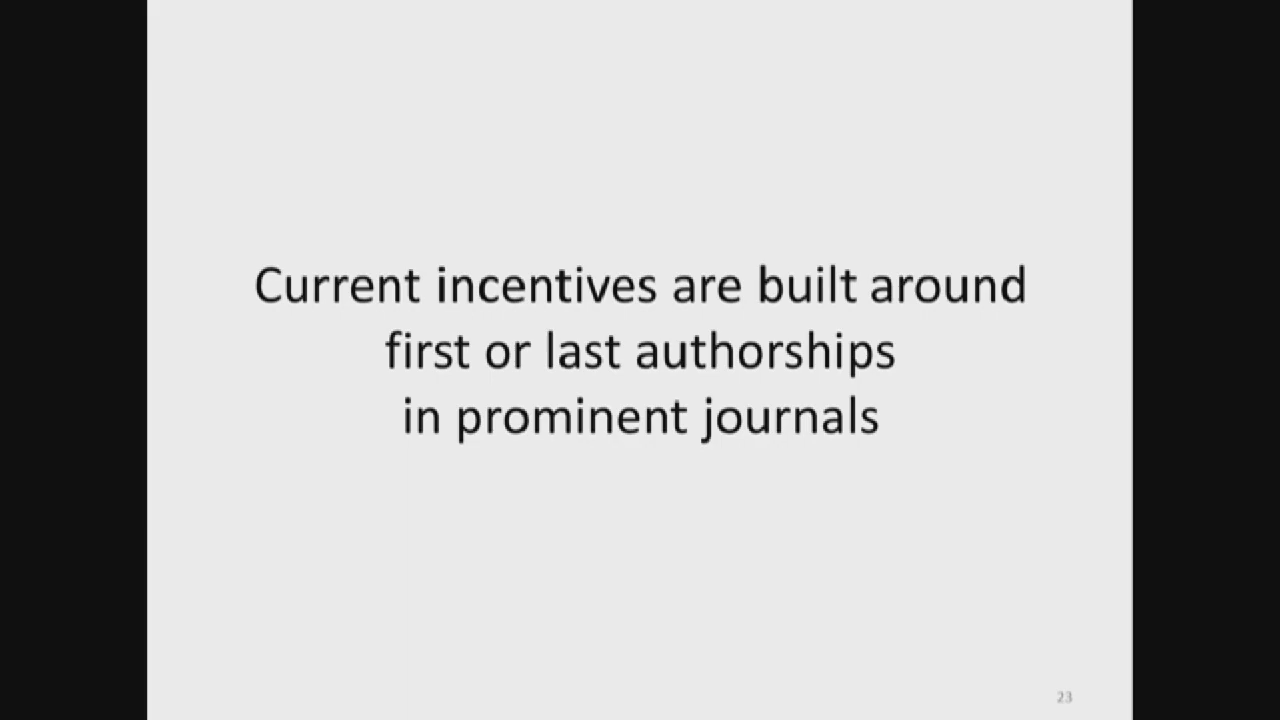 Current incentives are built around
first or last authorships
in prominent journals
23